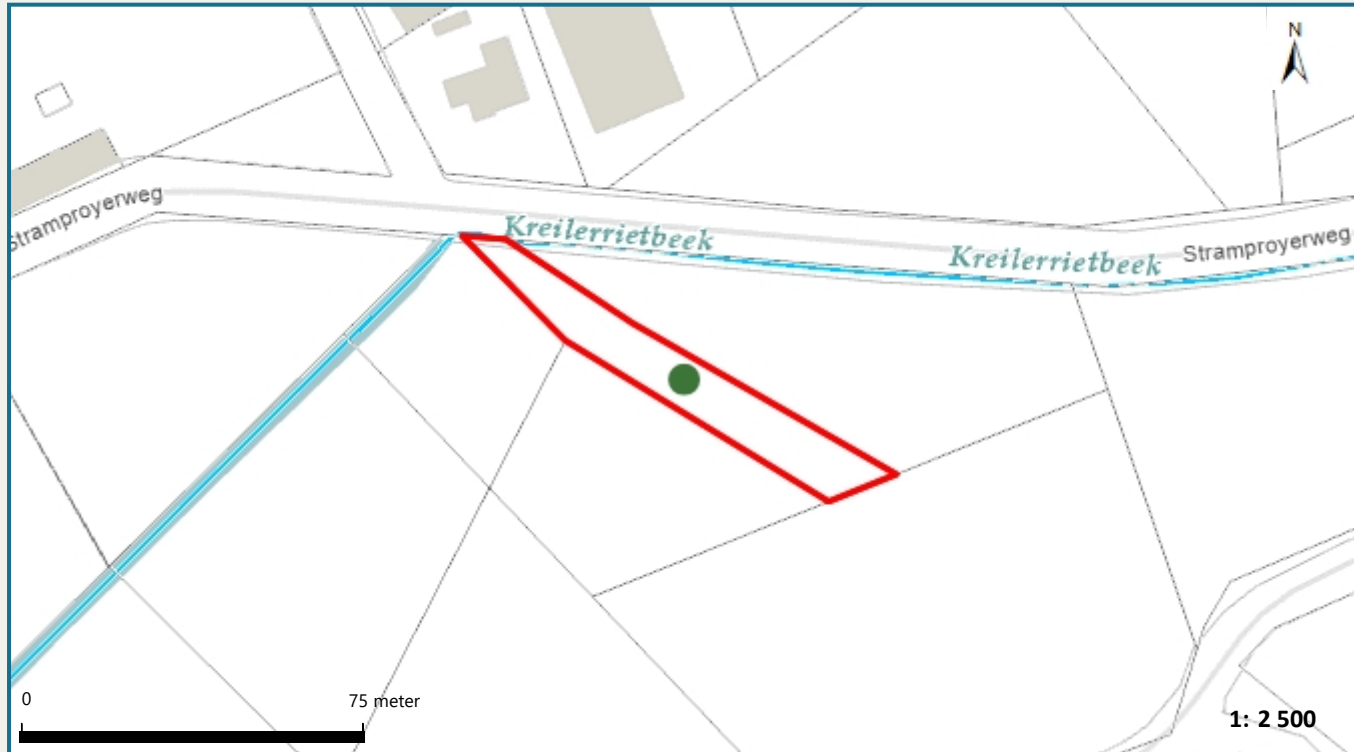 N
Stramproyerweg
Kreilerrietbeek
Kreilerrietbeek
Stramproyerweg
0
75 meter
1: 2 500